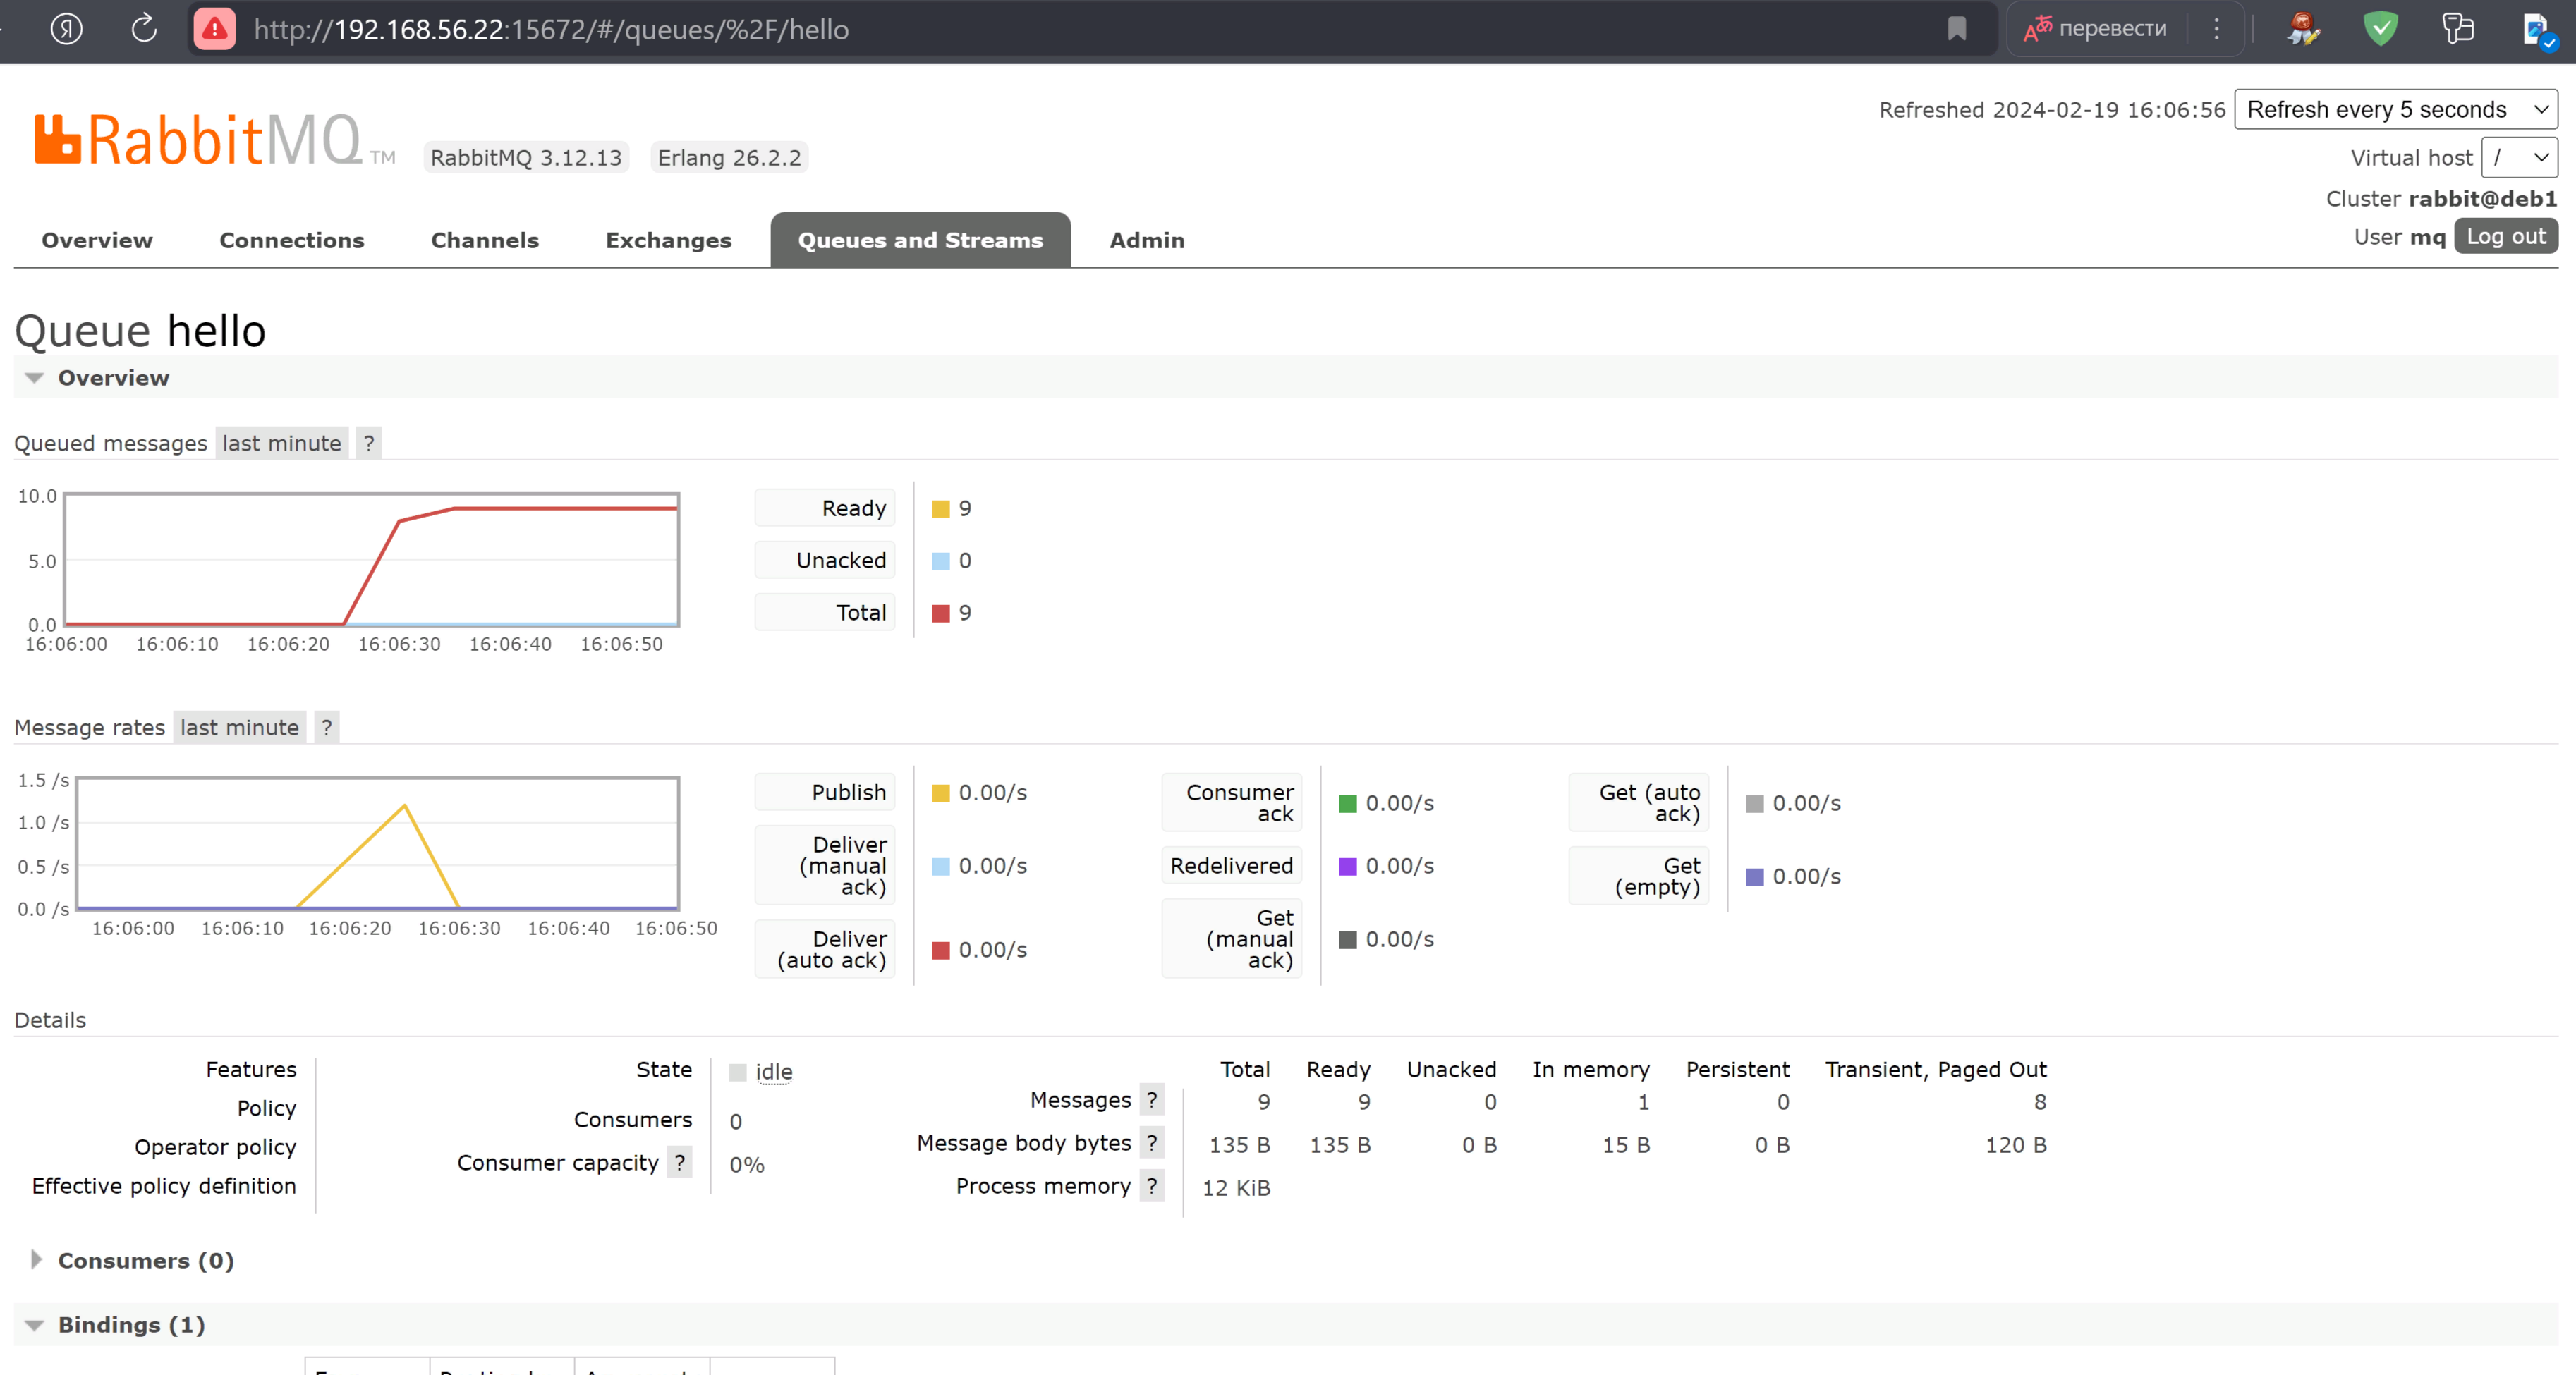 http://192.168.56.22:15672/#/queues/%2F/hello
перевести
RabbitMQ TM
RabbitMQ 3.12.13
Erlang 26.2.2
Refreshed 2024-02-19 16:06:56
Refresh every 5 seconds
Virtual host /
Cluster rabbit@deb1
User mq Log out
Overview
Connections
Channels
Exchanges
Queues and Streams
Admin
Queue hello
Overview
Queued messages last minute ?
10.0
5.0
0.0
16:06:00 16:06:10 16:06:20 16:06:30 16:06:40 16:06:50
Ready 9
Unacked 0
Total 9
Message rates last minute ?
1.5 /s
1.0 /s
0.5 /s
0.0 /s
16:06:00 16:06:10 16:06:20 16:06:30 16:06:40 16:06:50
Publish 0.00/s
Deliver (manual ack) 0.00/s
Deliver (auto ack) 0.00/s
Consumer ack 0.00/s
Redelivered 0.00/s
Get (manual ack) 0.00/s
Get (auto ack) 0.00/s
Get (empty) 0.00/s
Details
Features
Policy
Operator policy
Effective policy definition
State idle
Consumers 0
Consumer capacity ? 0%
Total Ready Unacked In memory Persistent Transient, Paged Out
Messages ? 9 9 0 1 0 8
Message body bytes ? 135 B 135 B 0 B 15 B 0 B 120 B
Process memory ? 12 KiB
Consumers (0)
Bindings (1)